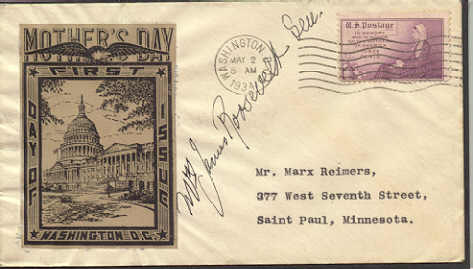 MOTHER'S DAY
FIRST
DAY OF
ISSUE
WASHINGTON D.C.
WASHINGTON
MAY 2
8 AM
1934
U.S. Postage
Mrs James Roosevelt Sen.
Mr. Marx Reimers,
377 West Seventh Street,
Saint Paul, Minnesota.